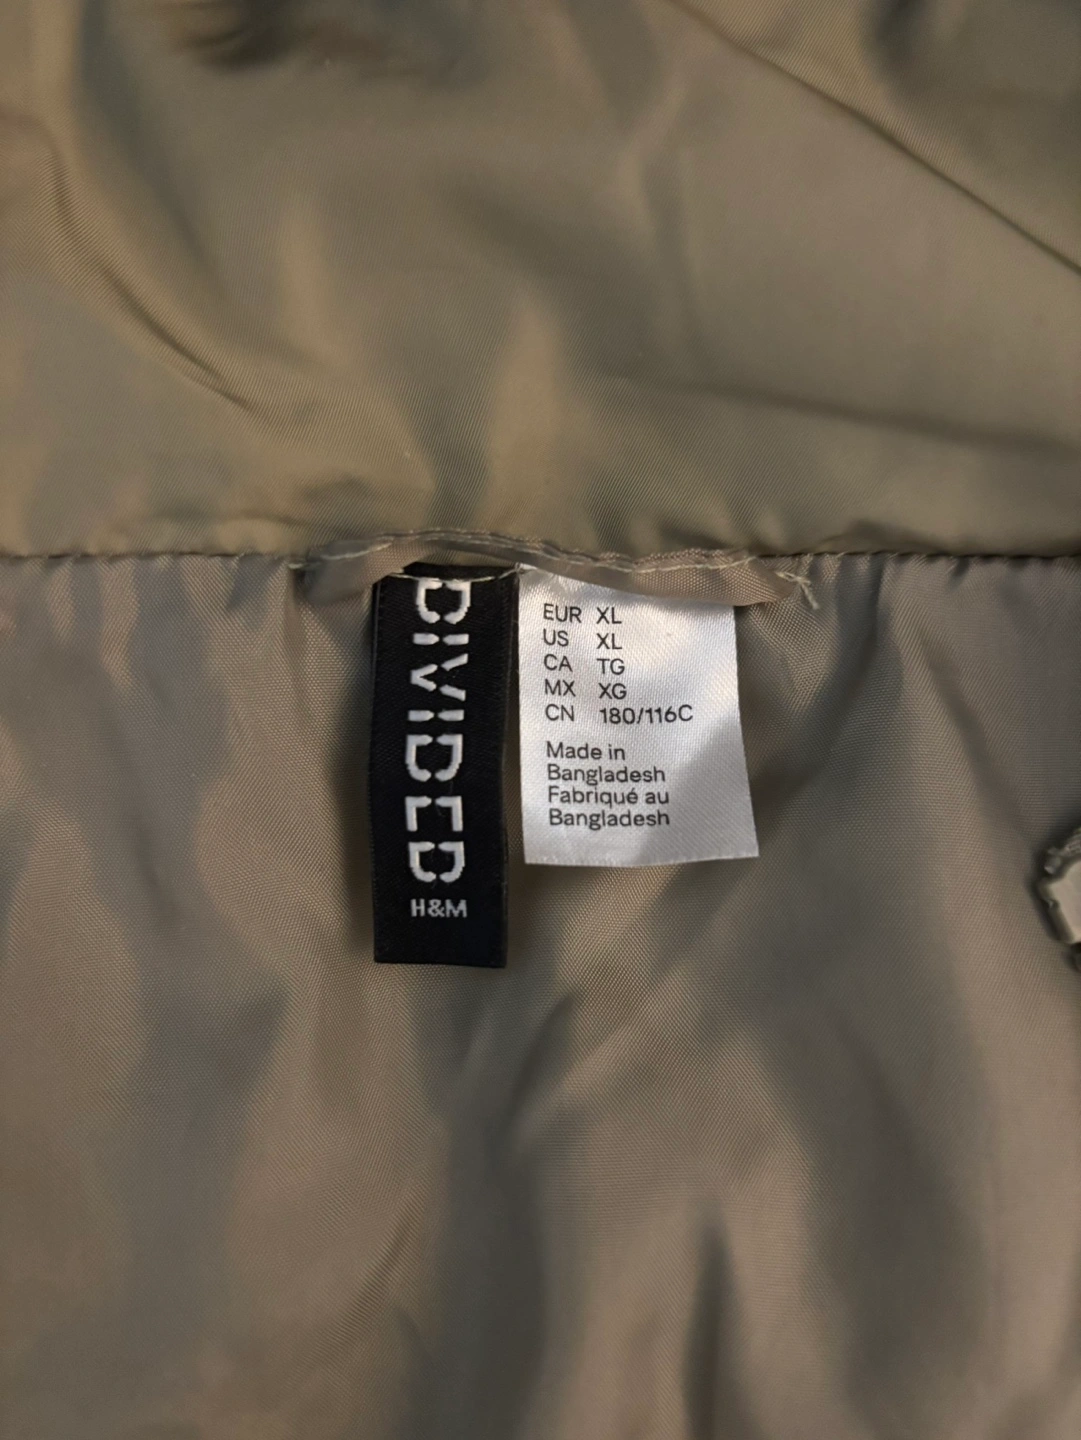 DIVIDED
H&M
EUR XL
US XL
CA TG
MX XG
CN 180/116C
Made in
Bangladesh
Fabriqué au
Bangladesh